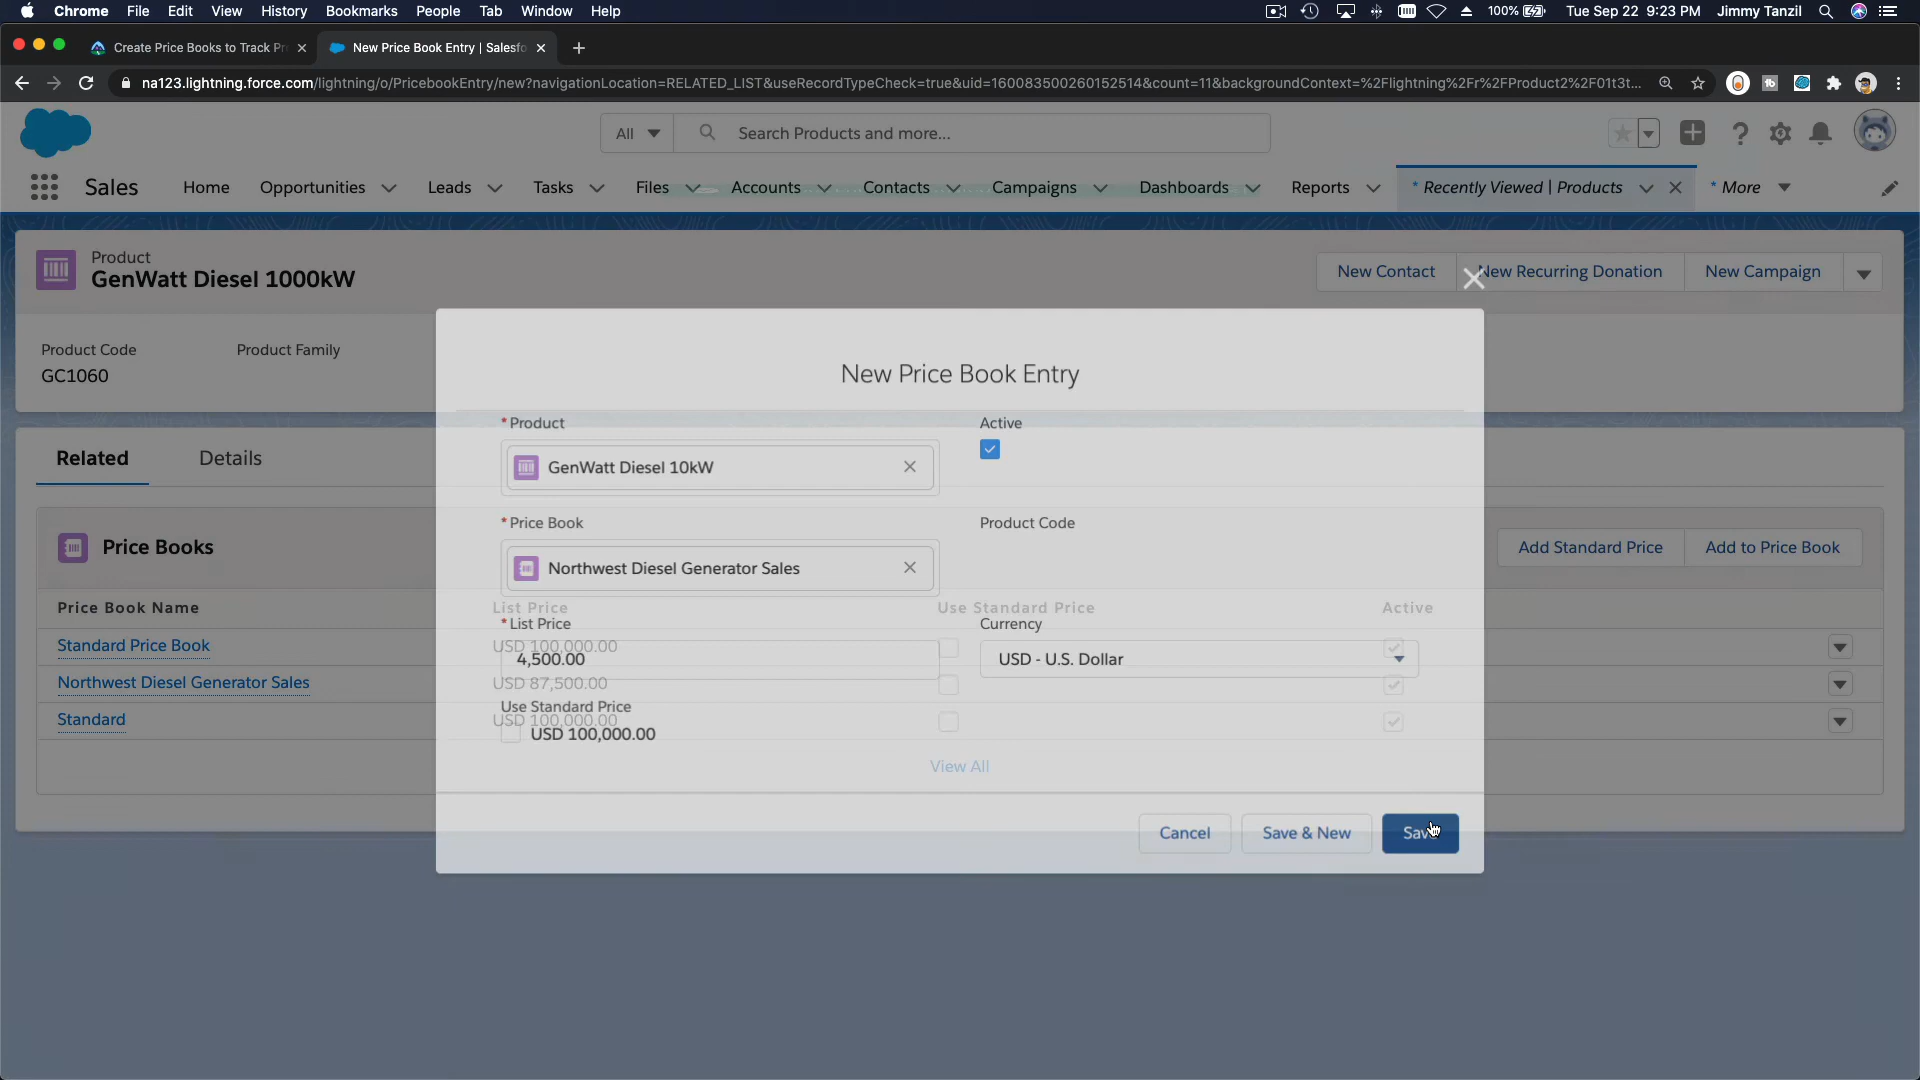 Chrome File Edit View History Bookmarks People Tab Window Help 100% Tue Sep 22 9:23 PM Jimmy Tanzil
Create Price Books to Track Pr New Price Book Entry | Salesfo
na123.lightning.force.com/lightning/o/PricebookEntry/new?navigationLocation=RELATED_LIST&useRecordTypeCheck=true&uid=160083500260152514&count=11&backgroundContext=%2Flightning%2Fr%2FProduct2%2F01t3t...
All Search Products and more...
Sales Home Opportunities Leads Tasks Files Accounts Contacts Campaigns Dashboards Reports * Recently Viewed | Products * More
Product
GenWatt Diesel 1000kW
New Contact New Recurring Donation New Campaign
Product Code Product Family
GC1060
New Price Book Entry
* Product Active
GenWatt Diesel 10kW
* Price Book Product Code
Northwest Diesel Generator Sales
* List Price Currency
4,500.00 USD - U.S. Dollar
Use Standard Price
USD 100,000.00
Cancel Save & New Save
Related Details
Price Books Add Standard Price Add to Price Book
Price Book Name List Price Use Standard Price Active
Standard Price Book USD 100,000.00
Northwest Diesel Generator Sales USD 87,500.00
Standard USD 100,000.00
View All